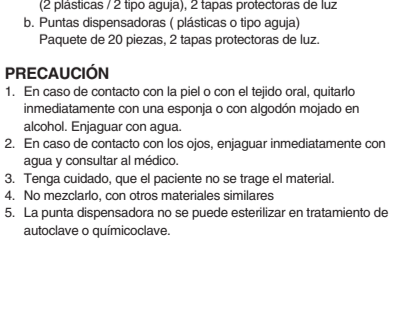 (2 plásticas / 2 tipo aguja), 2 tapas protectoras de luz
b. Puntas dispensadoras ( plásticas o tipo aguja)
Paquete de 20 piezas, 2 tapas protectoras de luz.
PRECAUCIÓN
1. En caso de contacto con la piel o con el tejido oral, quitarlo
inmediatamente con una esponja o con algodón mojado en
alcohol. Enjaguar con agua.
2. En caso de contacto con los ojos, enjaguar inmediatamente con
agua y consultar al médico.
3. Tenga cuidado, que el paciente no se trage el material.
4. No mezclarlo, con otros materiales similares
5. La punta dispensadora no se puede esterilizar en tratamiento de
autoclave o químoclave.